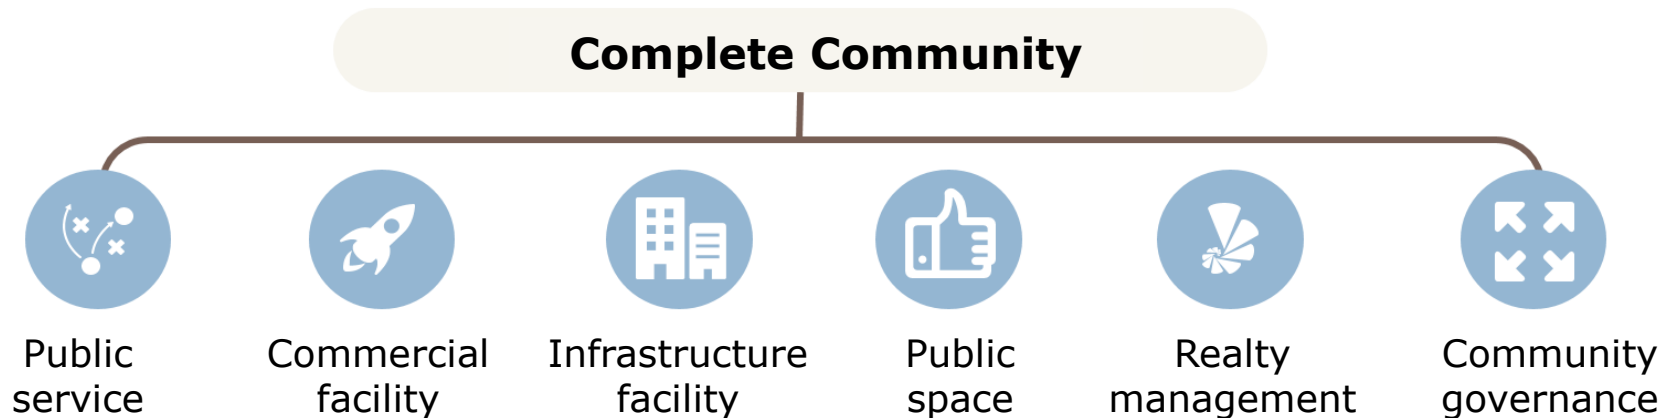 Complete Community
Public
service
Commercial
facility
Infrastructure
facility
Public
space
Realty
management
Community
governance